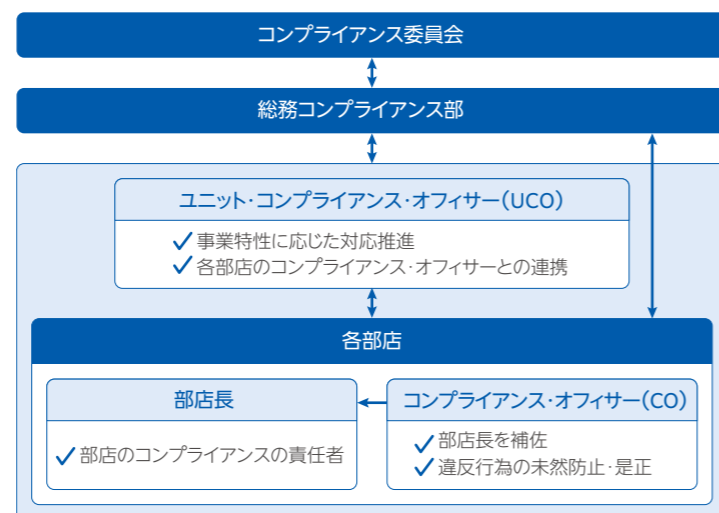 コンプライアンス委員会
総務コンプライアンス部
ユニット・コンプライアンス・オフィサー(UCO)
事業特性に応じた対応推進
各部店のコンプライアンス・オフィサーとの連携
各部店
部店長
部店のコンプライアンスの責任者
コンプライアンス・オフィサー(CO)
部店長を補佐
違反行為の未然防止・是正